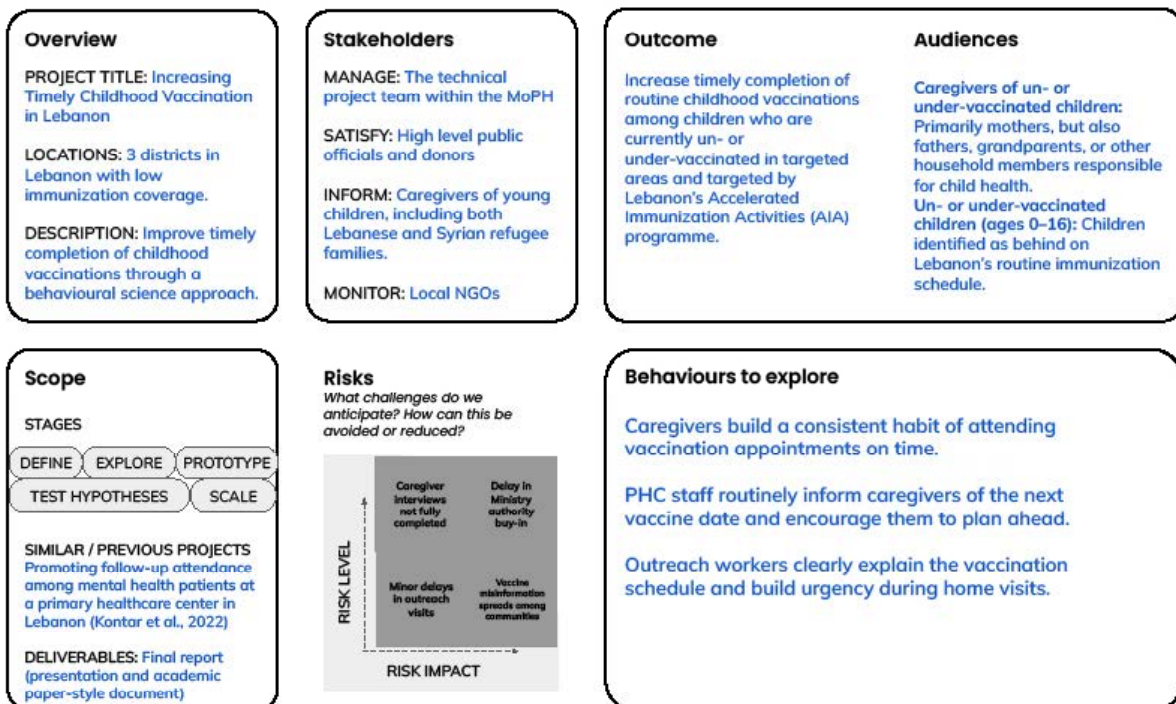 Overview
PROJECT TITLE: Increasing
Timely Childhood Vaccination
in Lebanon
LOCATIONS: 3 districts in
Lebanon with low
immunization coverage.
DESCRIPTION: Improve timely
completion of childhood
vaccinations through a
behavioural science approach.
Stakeholders
MANAGE: The technical
project team within the MoPH
SATISFY: High level public
officials and donors
INFORM: Caregivers of young
children, including both
Lebanese and Syrian refugee
families.
MONITOR: Local NGOs
Outcome
Increase timely completion of
routine childhood vaccinations
among children who are
currently un- or
under-vaccinated in targeted
areas and targeted by
Lebanon's Accelerated
Immunization Activities (AIA)
programme.
Audiences
Caregivers of un- or
under-vaccinated children:
Primarily mothers, but also
fathers, grandparents, or other
household members responsible
for child health.
Un- or under-vaccinated
children (ages 0–16): Children
identified as behind on
Lebanon's routine immunization
schedule.
Scope
STAGES
DEFINE EXPLORE PROTOTYPE
TEST HYPOTHESES SCALE
SIMILAR / PREVIOUS PROJECTS
Promoting follow-up attendance
among mental health patients at
a primary healthcare center in
Lebanon (Kontar et al., 2022)
DELIVERABLES: Final report
(presentation and academic
paper-style document)
Risks
What challenges do we
anticipate? How can this be
avoided or reduced?
RISK LEVEL
Caregiver
interviews
not fully
completed
Delay in
Ministry
authority
buy-in
Minor delays
in outreach
visits
Vaccine
misinformation
spreads among
communities
RISK IMPACT
Behaviours to explore
Caregivers build a consistent habit of attending
vaccination appointments on time.
PHC staff routinely inform caregivers of the next
vaccine date and encourage them to plan ahead.
Outreach workers clearly explain the vaccination
schedule and build urgency during home visits.